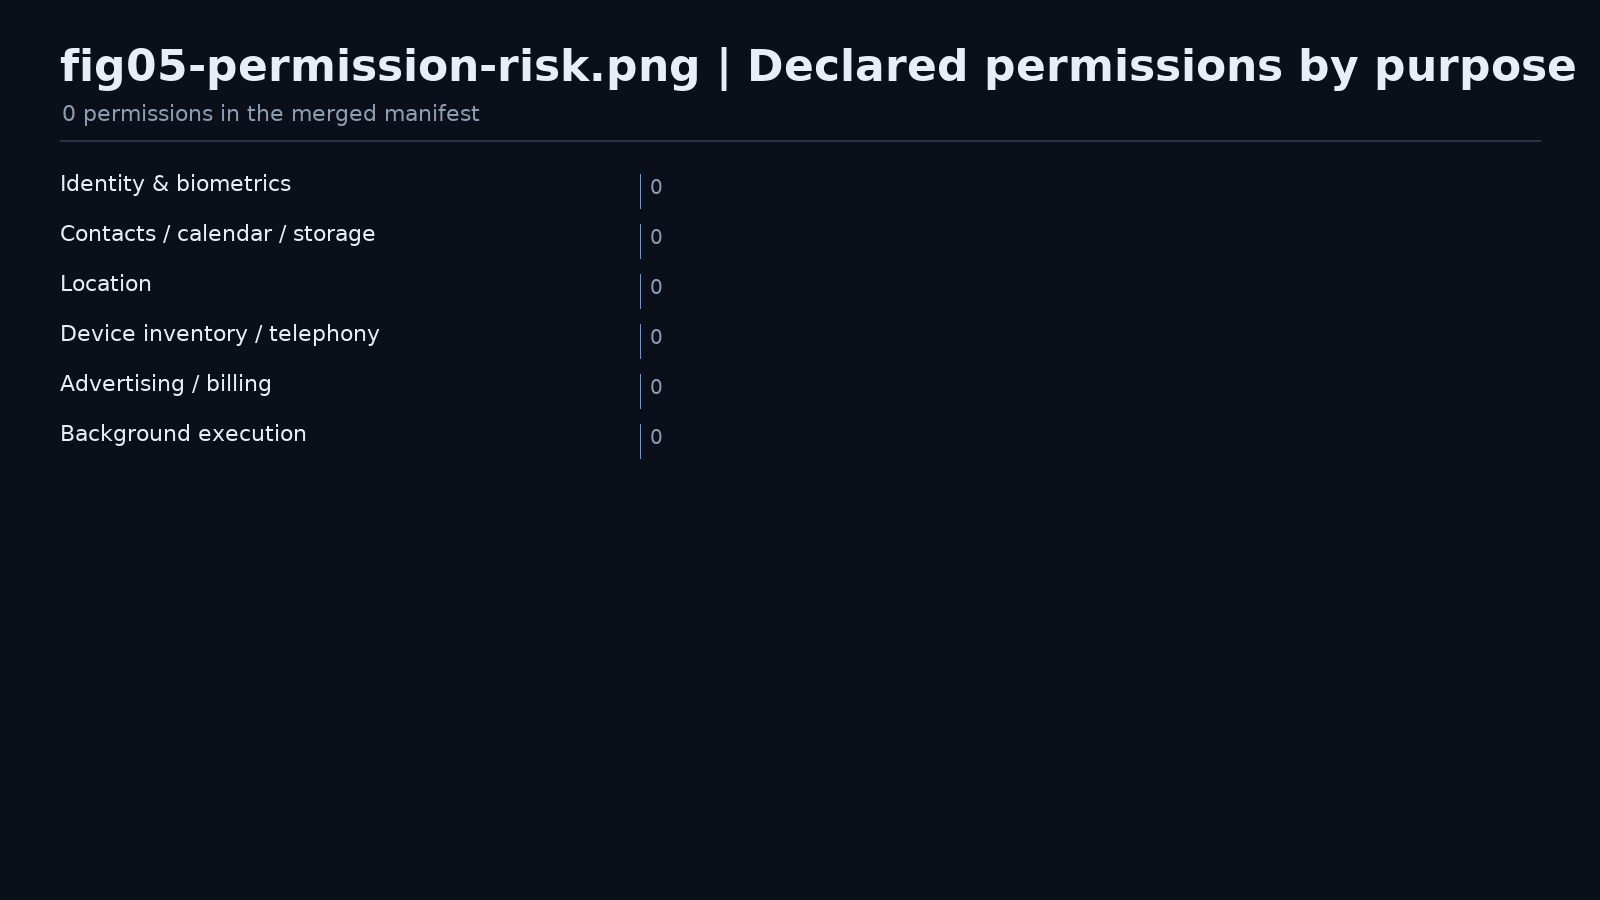 fig05-permission-risk.png | Declared permissions by purpose
0 permissions in the merged manifest
Identity & biometrics 0
Contacts / calendar / storage 0
Location 0
Device inventory / telephony 0
Advertising / billing 0
Background execution 0